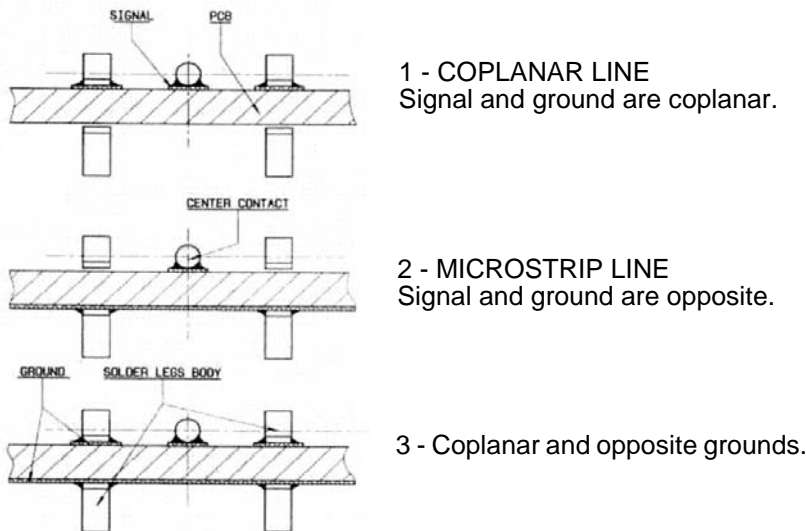 SIGNAL PCB
1 - COPLANAR LINE
Signal and ground are coplanar.
CENTER CONTACT
2 - MICROSTRIP LINE
Signal and ground are opposite.
GROUND SOLDER LEGS BODY
3 - Coplanar and opposite grounds.